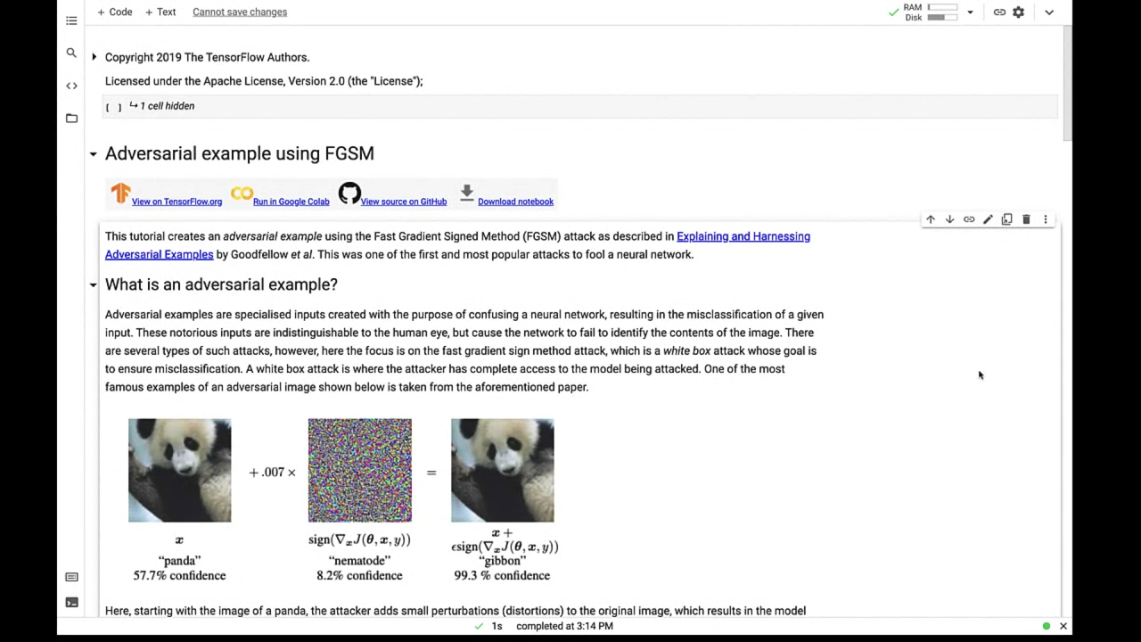 + Code + Text Cannot save changes
RAM
Disk
Copyright 2019 The TensorFlow Authors.
Licensed under the Apache License, Version 2.0 (the "License");
[ ] ↳ 1 cell hidden
Adversarial example using FGSM
View on TensorFlow.org Run in Google Colab View source on GitHub Download notebook
This tutorial creates an adversarial example using the Fast Gradient Signed Method (FGSM) attack as described in Explaining and Harnessing
Adversarial Examples by Goodfellow et al. This was one of the first and most popular attacks to fool a neural network.
What is an adversarial example?
Adversarial examples are specialised inputs created with the purpose of confusing a neural network, resulting in the misclassification of a given
input. These notorious inputs are indistinguishable to the human eye, but cause the network to fail to identify the contents of the image. There
are several types of such attacks, however, here the focus is on the fast gradient sign method attack, which is a white box attack whose goal is
to ensure misclassification. A white box attack is where the attacker has complete access to the model being attacked. One of the most
famous examples of an adversarial image shown below is taken from the aforementioned paper.
+ .007 × =
x sign(∇xJ(θ, x, y)) x +
ϵsign(∇xJ(θ, x, y))
"panda" "nematode" "gibbon"
57.7% confidence 8.2% confidence 99.3 % confidence
Here, starting with the image of a panda, the attacker adds small perturbations (distortions) to the original image, which results in the model
1s completed at 3:14 PM